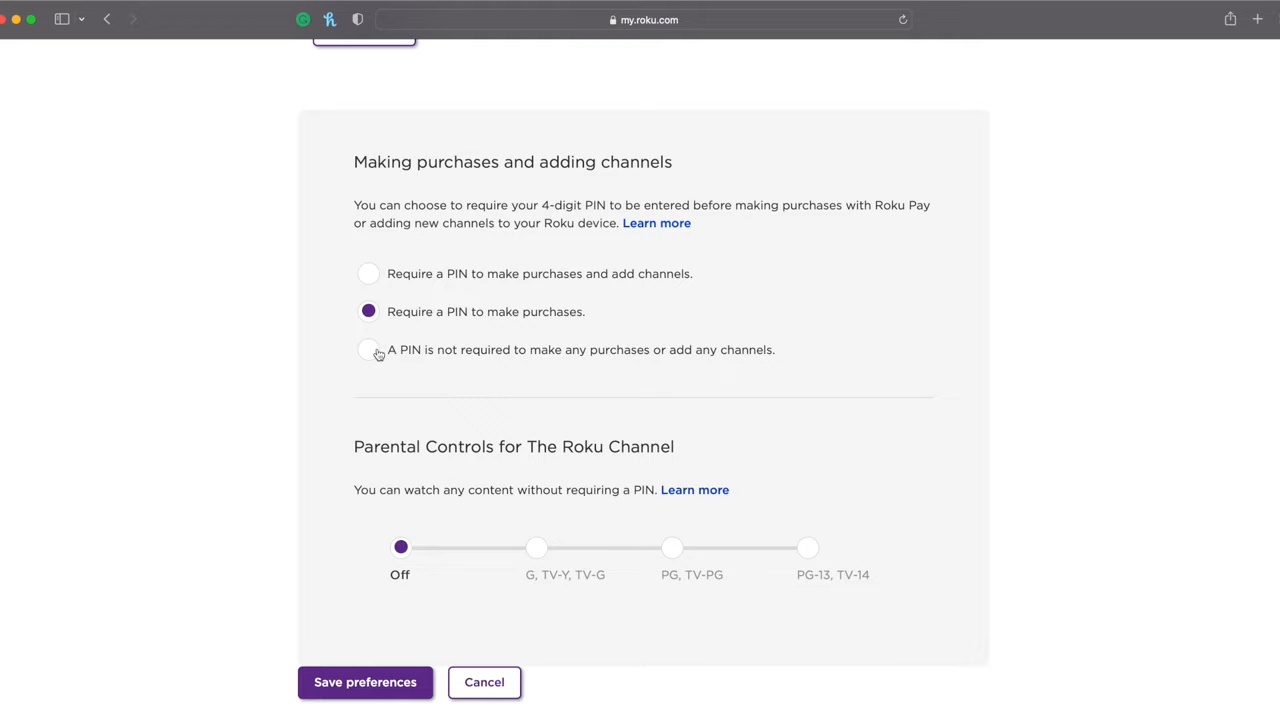 my.roku.com
Making purchases and adding channels
You can choose to require your 4-digit PIN to be entered before making purchases with Roku Pay
or adding new channels to your Roku device. Learn more
Require a PIN to make purchases and add channels.
Require a PIN to make purchases.
A PIN is not required to make any purchases or add any channels.
Parental Controls for The Roku Channel
You can watch any content without requiring a PIN. Learn more
Off G, TV-Y, TV-G PG, TV-PG PG-13, TV-14
Save preferences Cancel